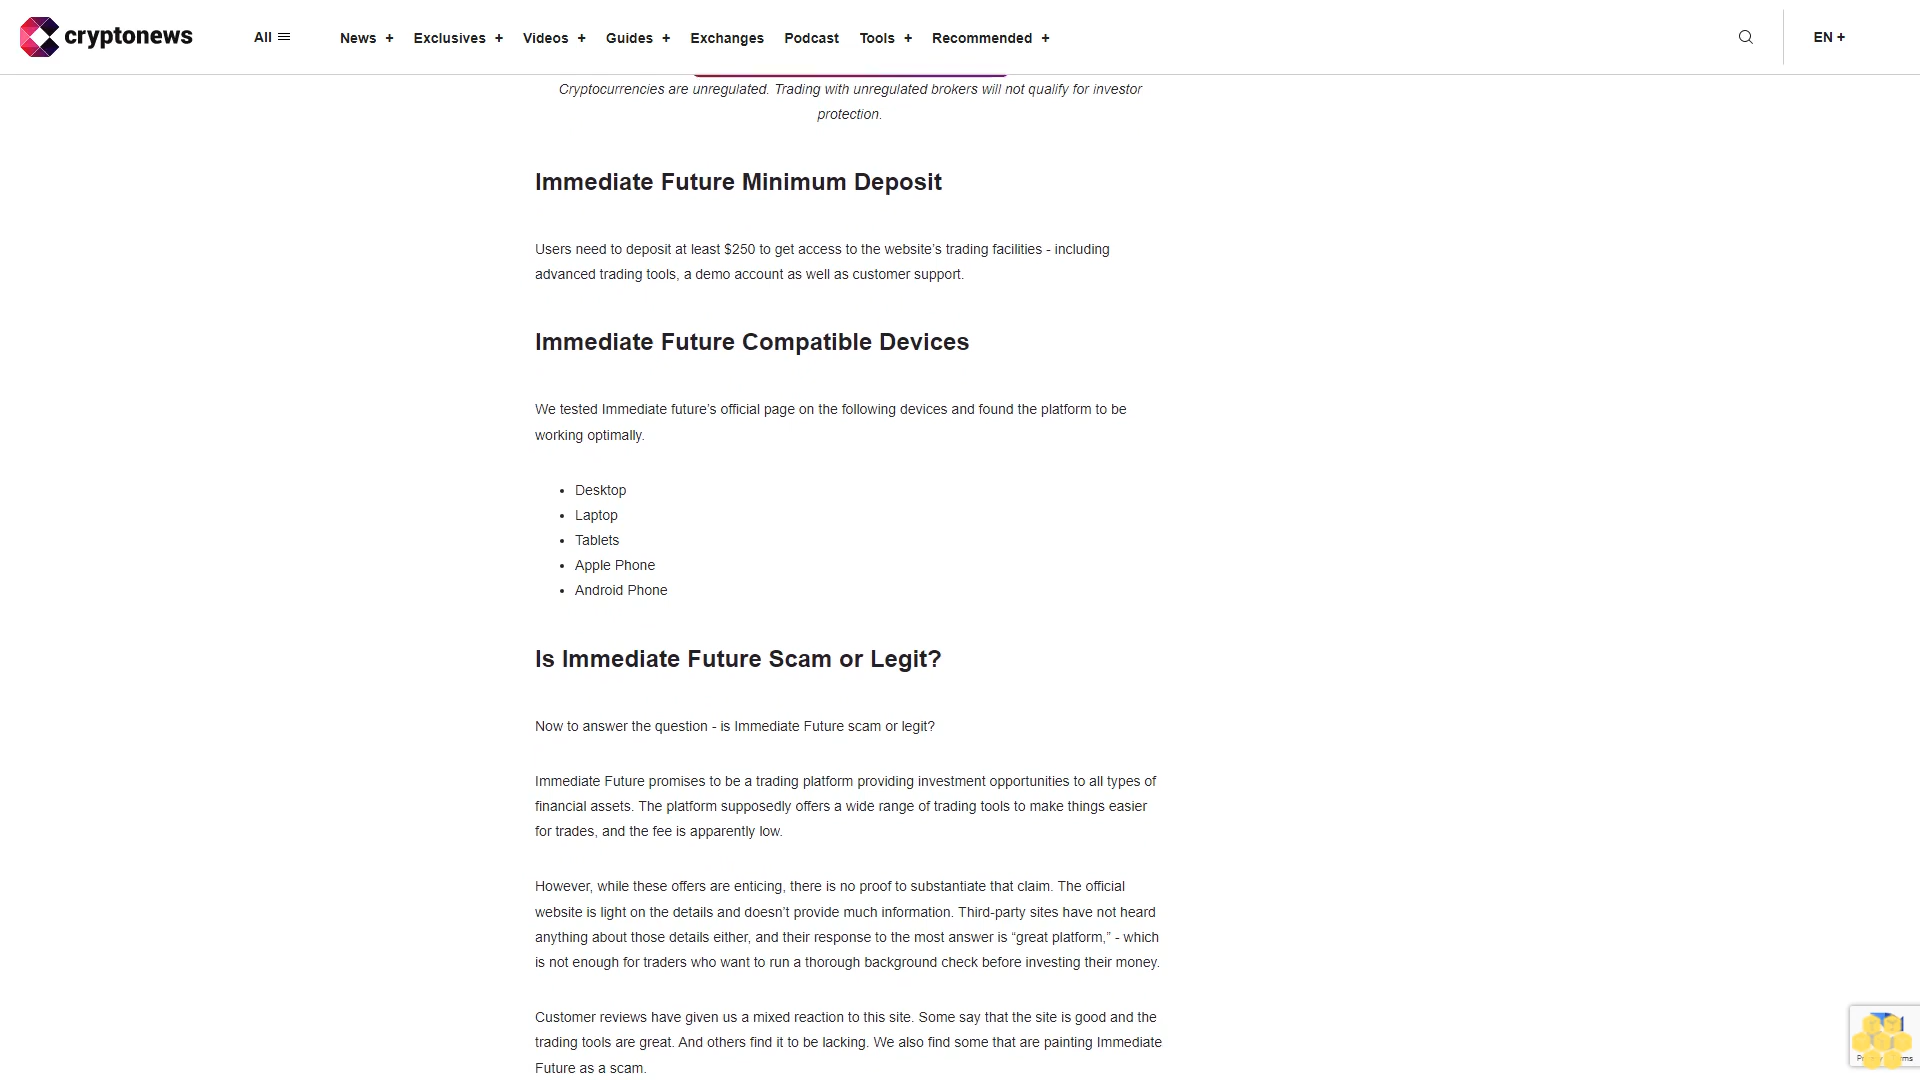 cryptonews
All
News +
Exclusives +
Videos +
Guides +
Exchanges
Podcast
Tools +
Recommended +
EN +
Cryptocurrencies are unregulated. Trading with unregulated brokers will not qualify for investor
protection.
Immediate Future Minimum Deposit
Users need to deposit at least $250 to get access to the website’s trading facilities - including
advanced trading tools, a demo account as well as customer support.
Immediate Future Compatible Devices
We tested Immediate future’s official page on the following devices and found the platform to be
working optimally.
• Desktop
• Laptop
• Tablets
• Apple Phone
• Android Phone
Is Immediate Future Scam or Legit?
Now to answer the question - is Immediate Future scam or legit?
Immediate Future promises to be a trading platform providing investment opportunities to all types of
financial assets. The platform supposedly offers a wide range of trading tools to make things easier
for trades, and the fee is apparently low.
However, while these offers are enticing, there is no proof to substantiate that claim. The official
website is light on the details and doesn’t provide much information. Third-party sites have not heard
anything about those details either, and their response to the most answer is “great platform,” - which
is not enough for traders who want to run a thorough background check before investing their money.
Customer reviews have given us a mixed reaction to this site. Some say that the site is good and the
trading tools are great. And others find it to be lacking. We also find some that are painting Immediate
Future as a scam.